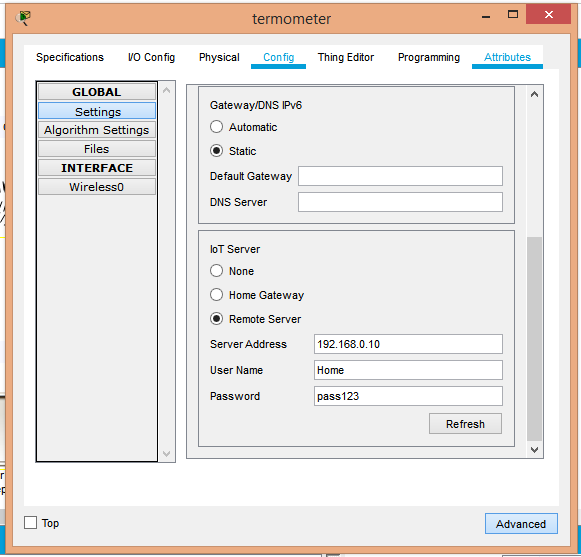 termometer
Specifications I/O Config Physical Config Thing Editor Programming Attributes
GLOBAL
Settings
Algorithm Settings
Files
INTERFACE
Wireless0
Gateway/DNS IPv6
Automatic
Static
Default Gateway
DNS Server
IoT Server
None
Home Gateway
Remote Server
Server Address 192.168.0.10
User Name Home
Password pass123
Refresh
Top
Advanced